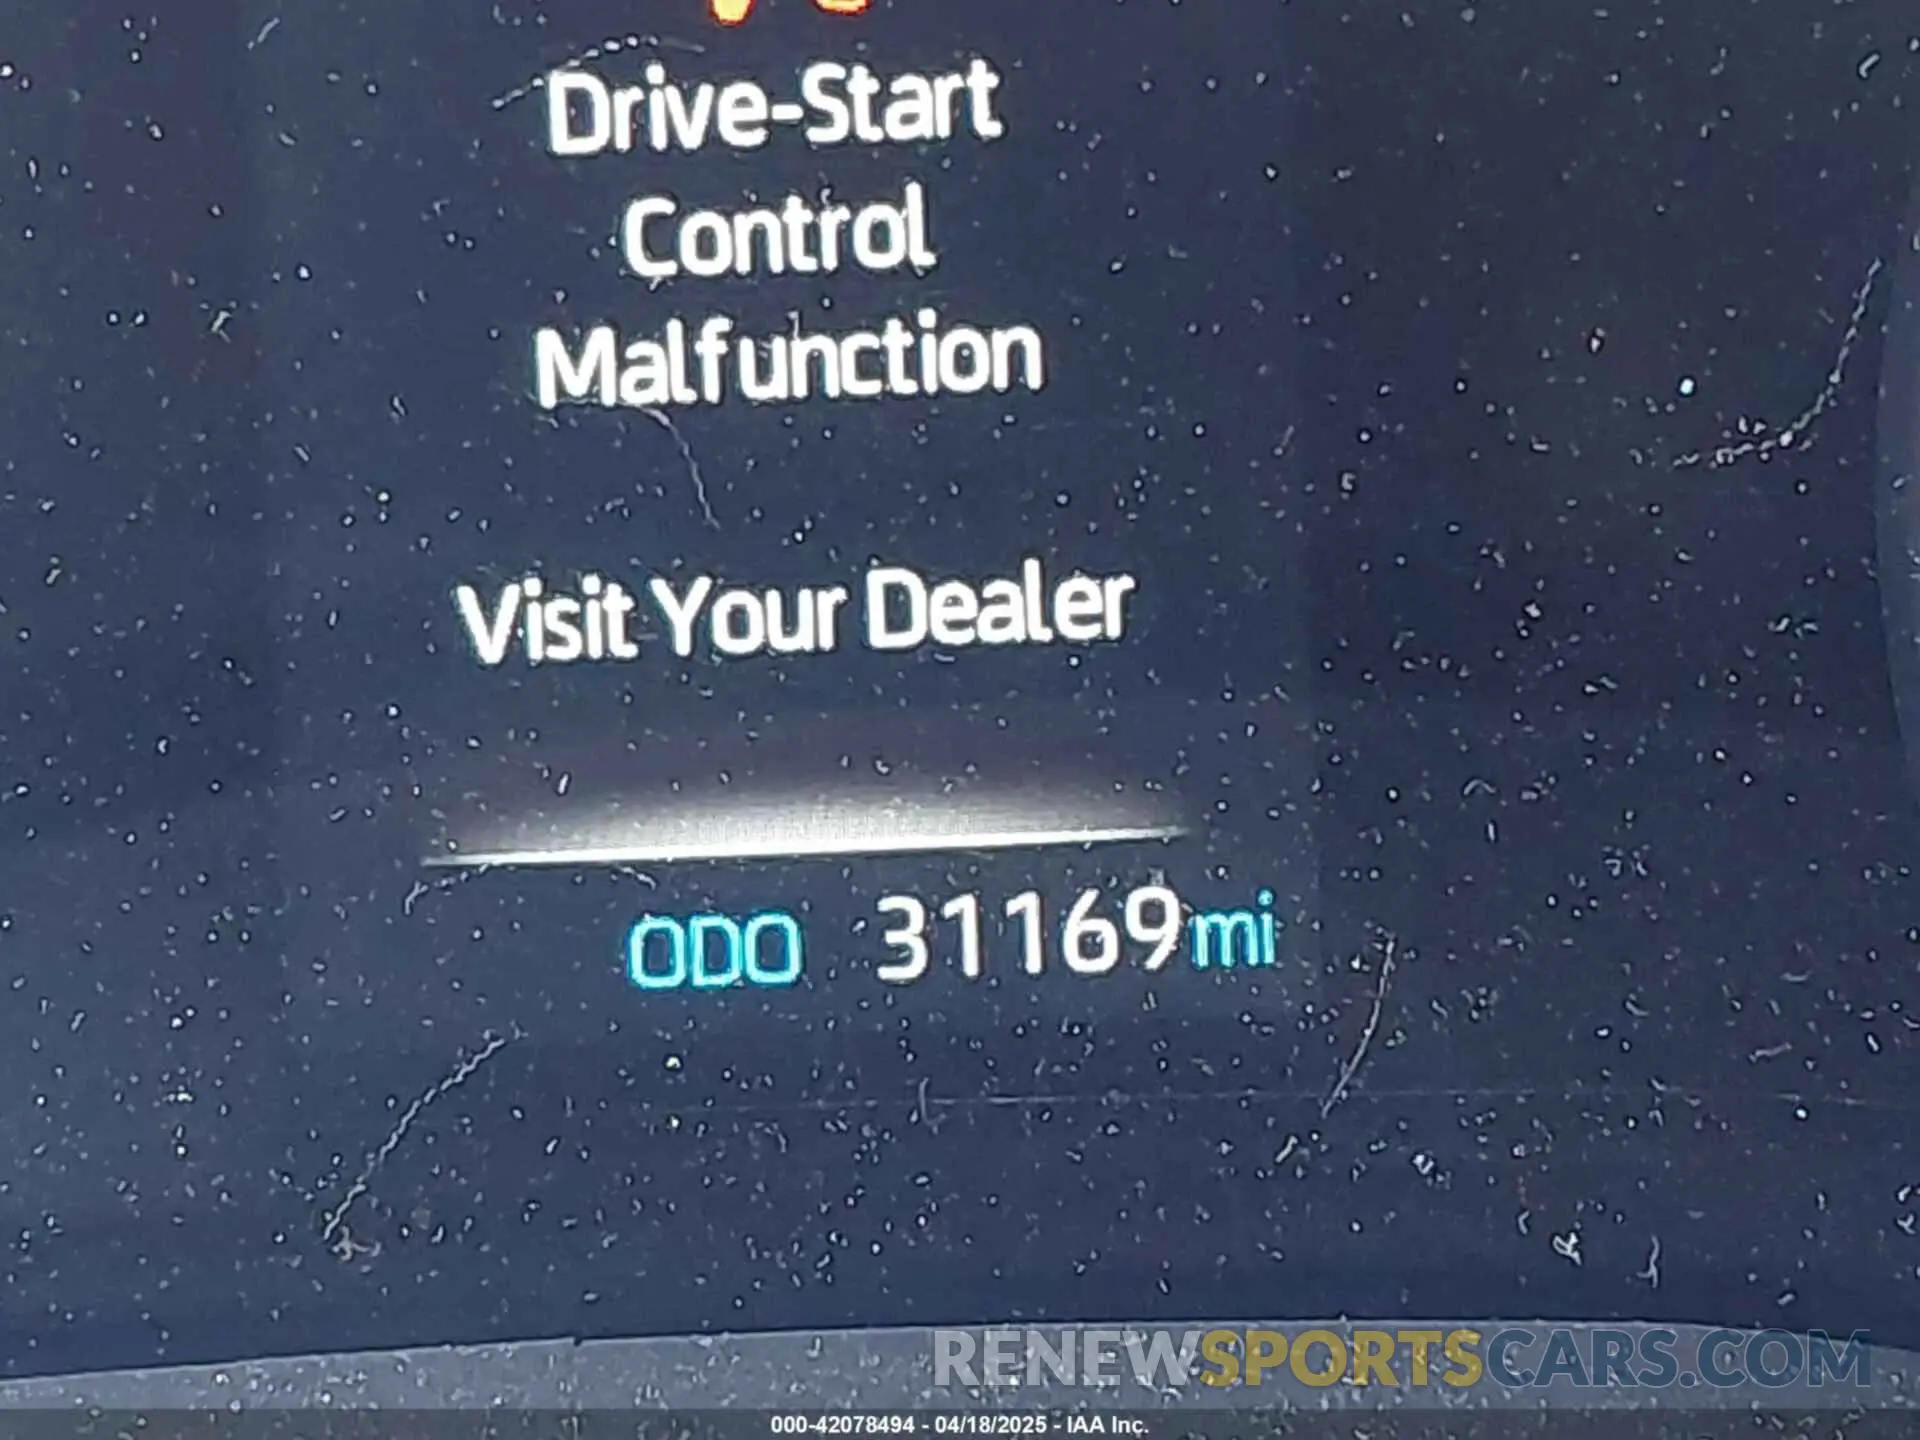 Drive-Start
Control
Malfunction
Visit Your Dealer
ODO 31169mi
RENEWSPORTSCARS.COM
000-42078494 - 04/18/2025 - IAA Inc.